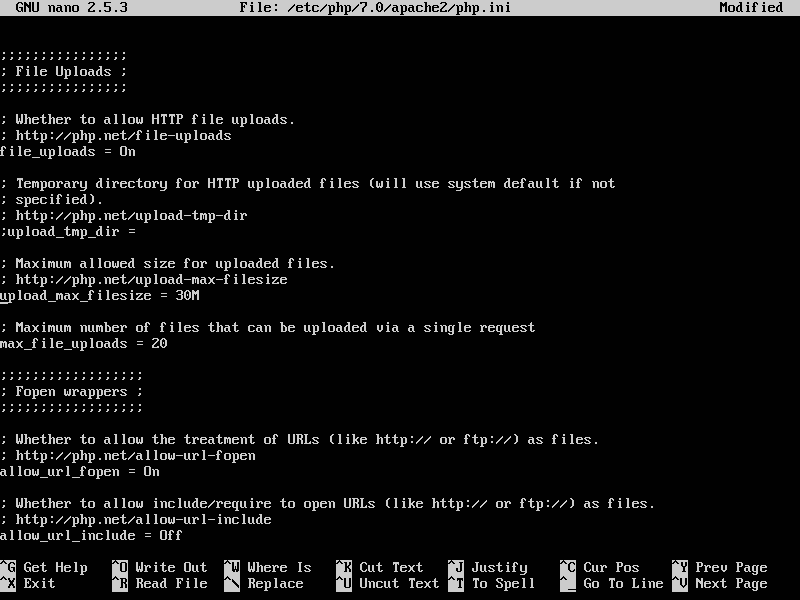 GNU nano 2.5.3 File: /etc/php/7.0/apache2/php.ini Modified
;;;;;;;;;;;;;;;;
; File Uploads ;
;;;;;;;;;;;;;;;;
; Whether to allow HTTP file uploads.
; http://php.net/file-uploads
file_uploads = On
; Temporary directory for HTTP uploaded files (will use system default if not
; specified).
; http://php.net/upload-tmp-dir
;upload_tmp_dir =
; Maximum allowed size for uploaded files.
; http://php.net/upload-max-filesize
upload_max_filesize = 30M
; Maximum number of files that can be uploaded via a single request
max_file_uploads = 20
;;;;;;;;;;;;;;;;;;
; Fopen wrappers ;
;;;;;;;;;;;;;;;;;;
; Whether to allow the treatment of URLs (like http:// or ftp://) as files.
; http://php.net/allow-url-fopen
allow_url_fopen = On
; Whether to allow include/require to open URLs (like http:// or ftp://) as files.
; http://php.net/allow-url-include
allow_url_include = Off
^G Get Help ^O Write Out ^W Where Is ^K Cut Text ^J Justify ^C Cur Pos ^Y Prev Page
^X Exit ^R Read File ^\ Replace ^U Uncut Text ^T To Spell ^_ Go To Line ^V Next Page